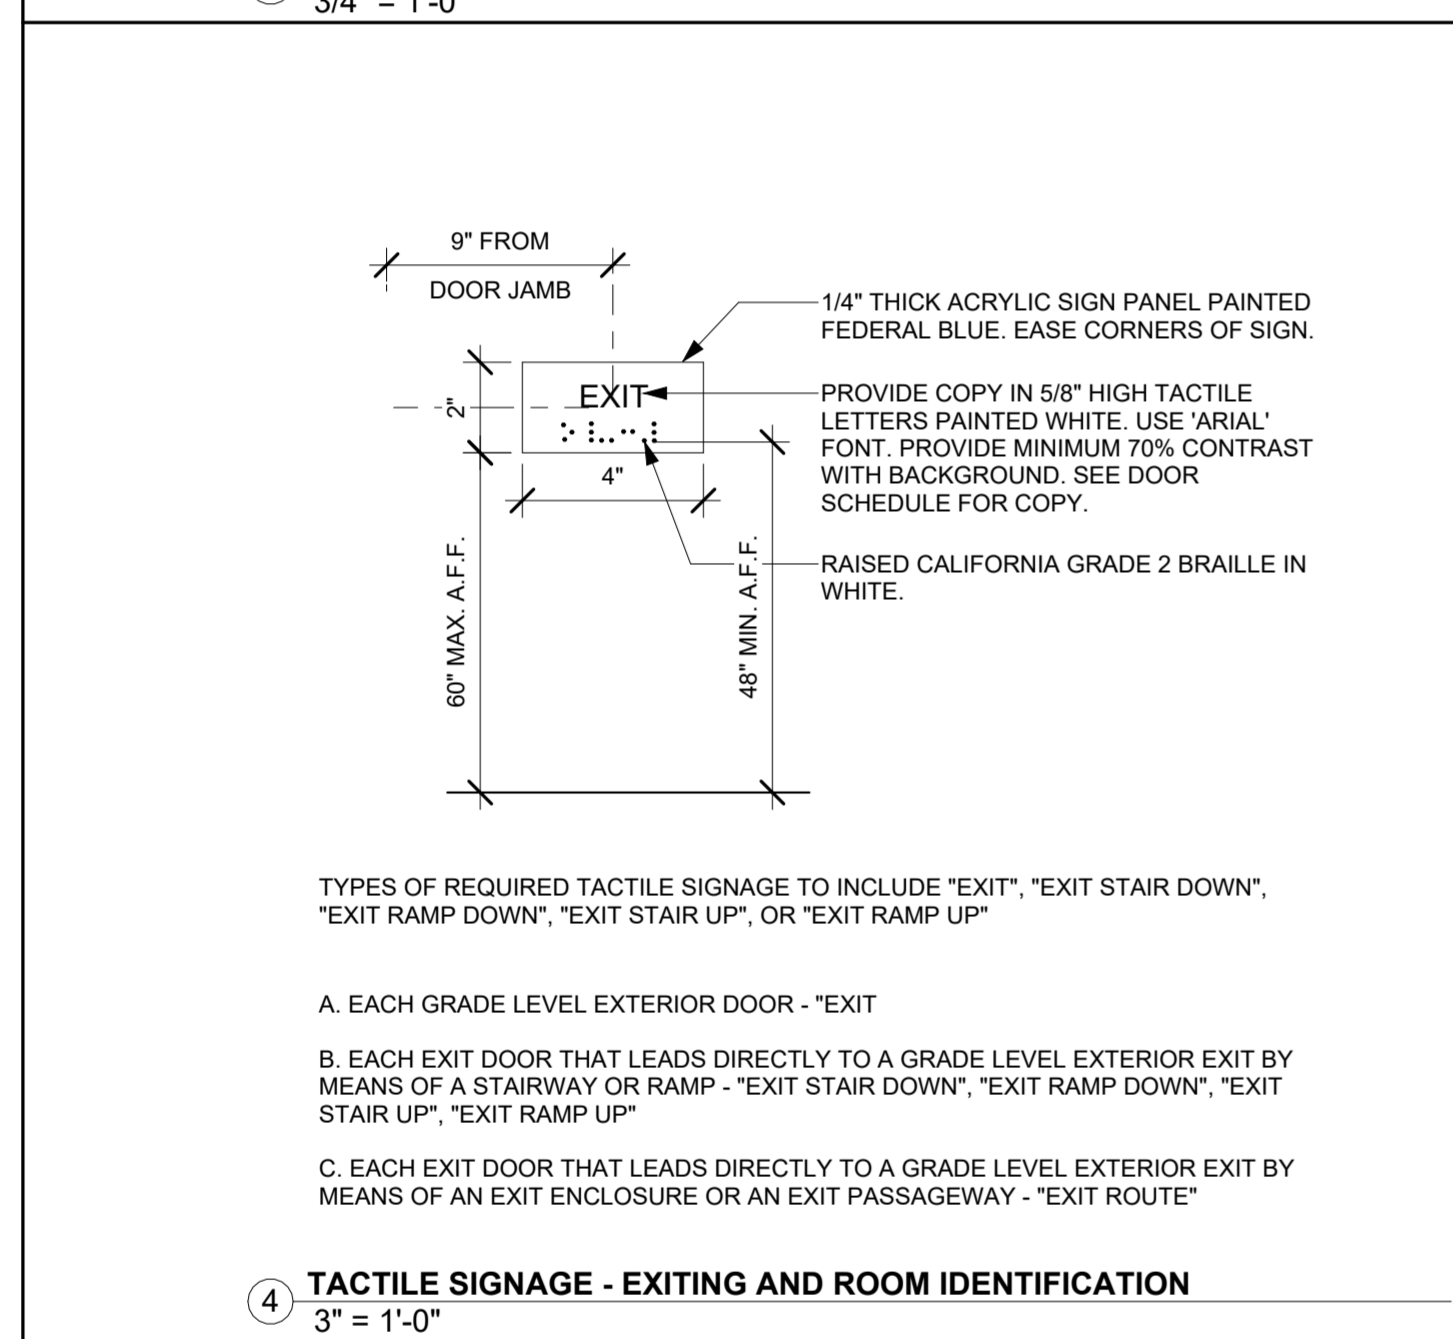 3/4" = 1'-0"
9" FROM
DOOR JAMB
1/4" THICK ACRYLIC SIGN PANEL PAINTED
FEDERAL BLUE. EASE CORNERS OF SIGN.
2"
EXIT
PROVIDE COPY IN 5/8" HIGH TACTILE
LETTERS PAINTED WHITE. USE 'ARIAL'
FONT. PROVIDE MINIMUM 70% CONTRAST
WITH BACKGROUND. SEE DOOR
SCHEDULE FOR COPY.
4"
60" MAX. A.F.F.
48" MIN. A.F.F.
RAISED CALIFORNIA GRADE 2 BRAILLE IN
WHITE.
TYPES OF REQUIRED TACTILE SIGNAGE TO INCLUDE "EXIT", "EXIT STAIR DOWN",
"EXIT RAMP DOWN", "EXIT STAIR UP", OR "EXIT RAMP UP"
A. EACH GRADE LEVEL EXTERIOR DOOR - "EXIT
B. EACH EXIT DOOR THAT LEADS DIRECTLY TO A GRADE LEVEL EXTERIOR EXIT BY
MEANS OF A STAIRWAY OR RAMP - "EXIT STAIR DOWN", "EXIT RAMP DOWN", "EXIT
STAIR UP", "EXIT RAMP UP"
C. EACH EXIT DOOR THAT LEADS DIRECTLY TO A GRADE LEVEL EXTERIOR EXIT BY
MEANS OF AN EXIT ENCLOSURE OR AN EXIT PASSAGEWAY - "EXIT ROUTE"
4 TACTILE SIGNAGE - EXITING AND ROOM IDENTIFICATION
3" = 1'-0"